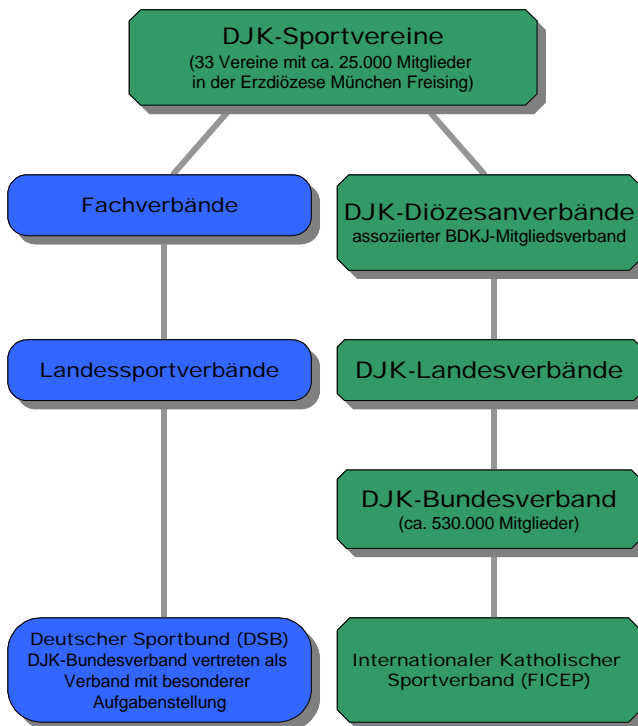 DJK-Sportvereine
(33 Vereine mit ca. 25.000 Mitglieder
in der Erzdiözese München Freising)
Fachverbände
DJK-Diözesanverbände
assoziierter BDKJ-Mitgliedsverband
Landessportverbände
DJK-Landesverbände
DJK-Bundesverband
(ca. 530.000 Mitglieder)
Deutscher Sportbund (DSB)
DJK-Bundesverband vertreten als
Verband mit besonderer
Aufgabenstellung
Internationaler Katholischer
Sportverband (FICEP)